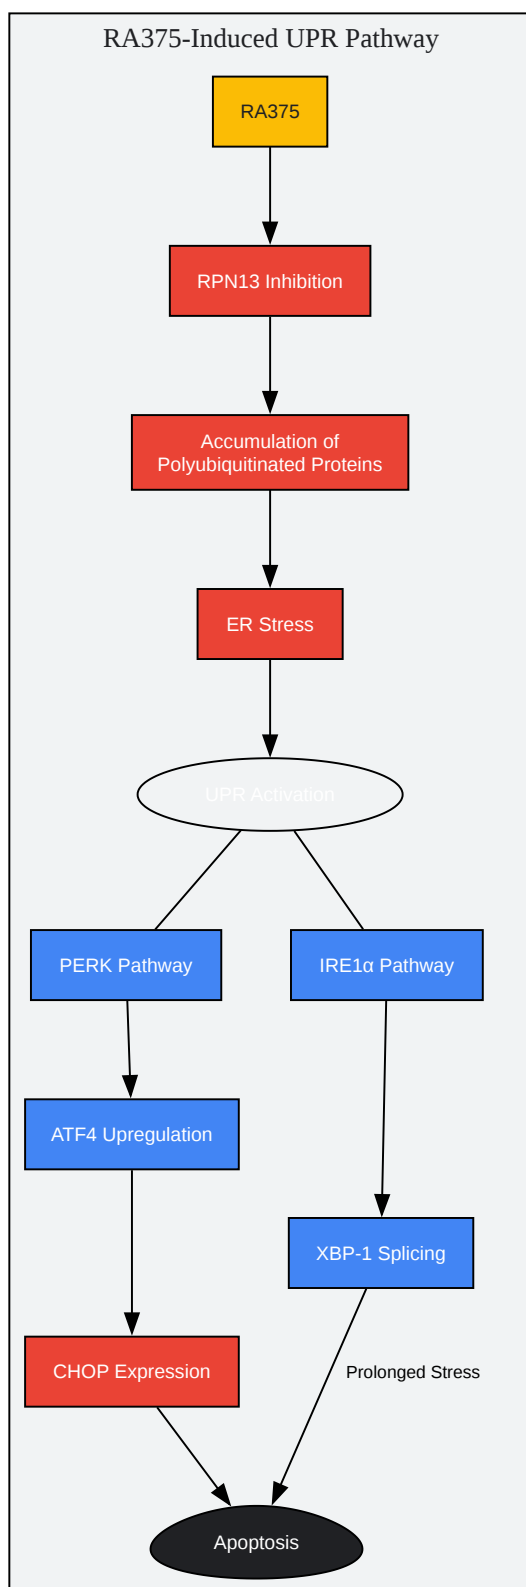 RA375-Induced UPR Pathway
RA375
RPN13 Inhibition
Accumulation of
Polyubiquitinated Proteins
ER Stress
UPR Activation
PERK Pathway
IRE1α Pathway
ATF4 Upregulation
XBP-1 Splicing
CHOP Expression
Prolonged Stress
Apoptosis